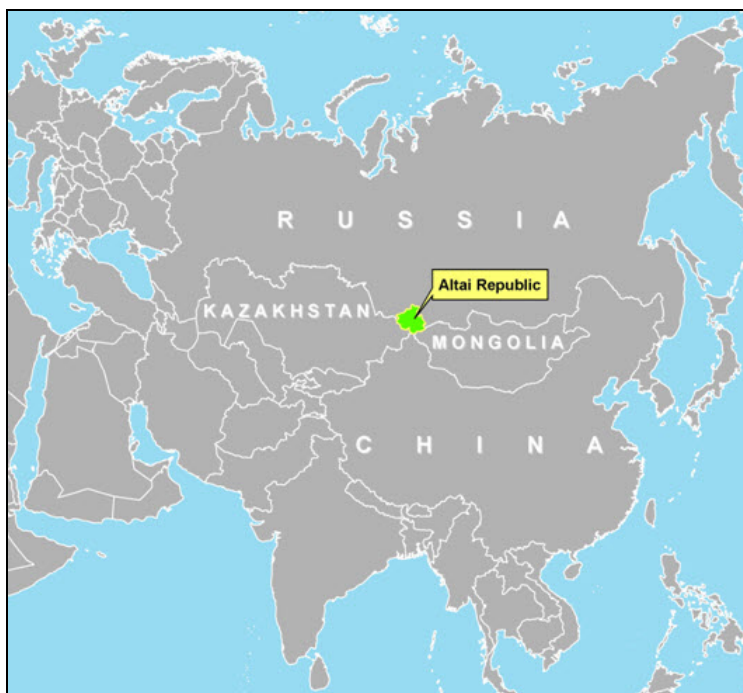 RUSSIA
Altai Republic
KAZAKHSTAN
MONGOLIA
CHINA